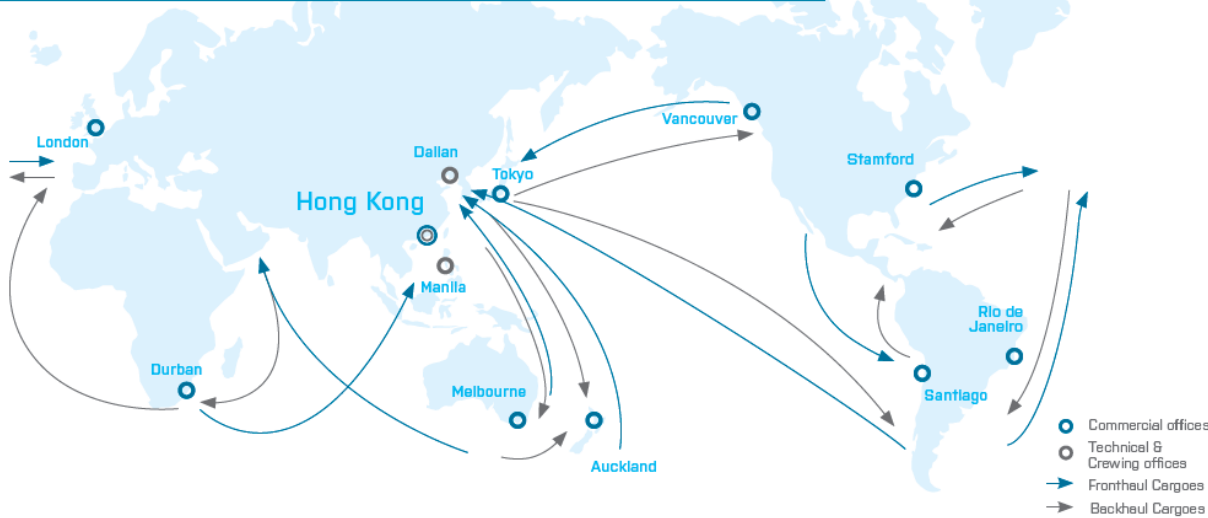 London
Dalian
Tokyo
Vancouver
Stamford
Hong Kong
Manila
Durban
Melbourne
Auckland
Rio de
Janeiro
Santiago
Commercial offices
Technical &
Crewing offices
Fronthaul Cargoes
Backhaul Cargoes